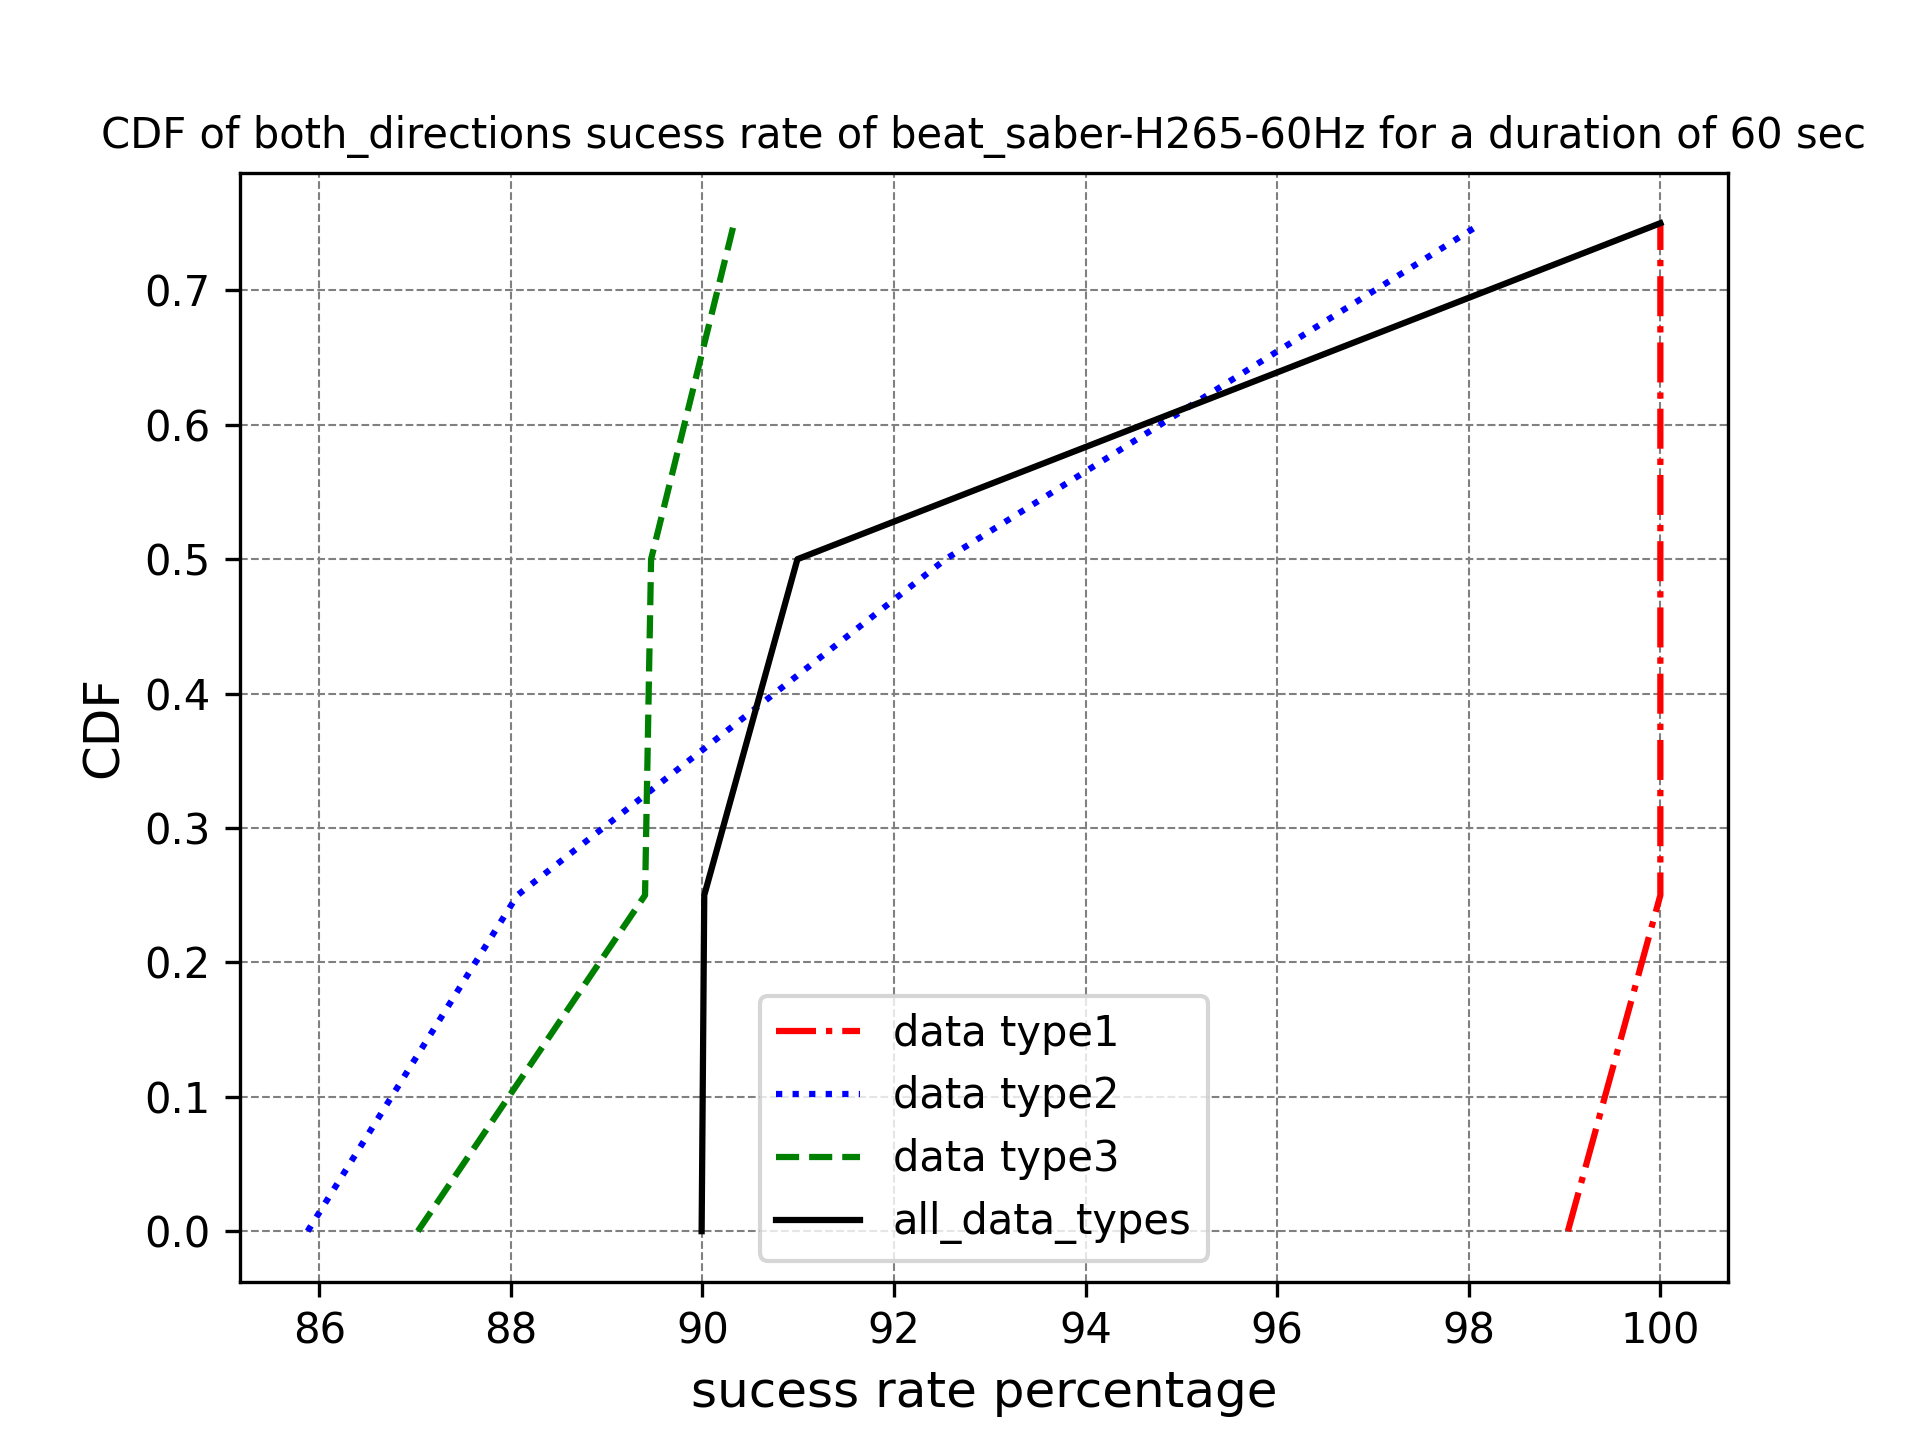 CDF of both_directions sucess rate of beat_saber-H265-60Hz for a duration of 60 sec
0.7
0.6
0.5
0.4
0.3
0.2
0.1
0.0
CDF
data type1
data type2
data type3
all_data_types
86 88 90 92 94 96 98 100
sucess rate percentage